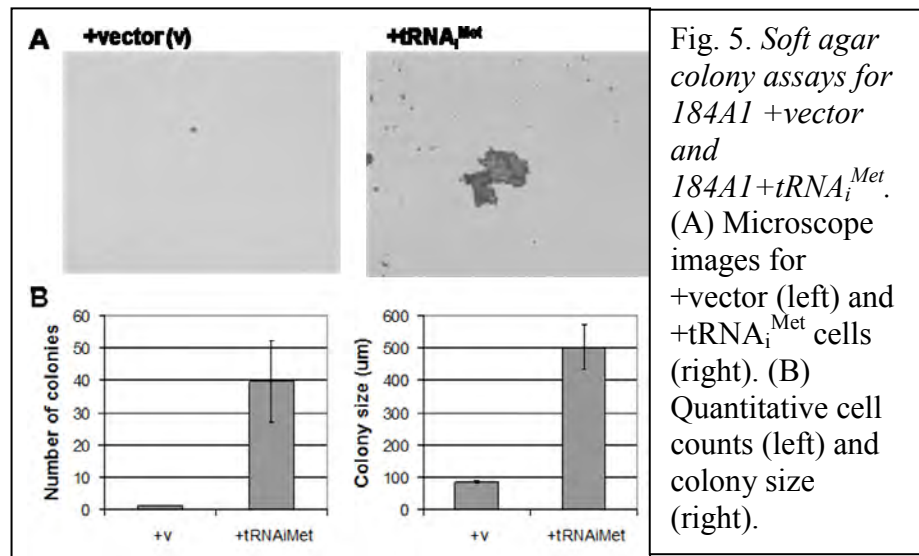 A +vector (v) +tRNAᵢᴹᵉᵗ
B
60
50
40
30
20
10
0
Number of colonies
+v +tRNAiMet
600
500
400
300
200
100
0
Colony size (um)
+v +tRNAiMet
Fig. 5. Soft agar
colony assays for
184A1 +vector
and
184A1+tRNAᵢᴹᵉᵗ.
(A) Microscope
images for
+vector (left) and
+tRNAᵢᴹᵉᵗ cells
(right). (B)
Quantitative cell
counts (left) and
colony size
(right).